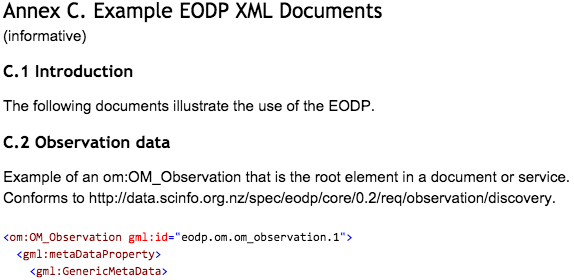 Annex C. Example EODP XML Documents
(informative)
C.1 Introduction
The following documents illustrate the use of the EODP.
C.2 Observation data
Example of an om:OM_Observation that is the root element in a document or service.
Conforms to http://data.scinfo.org.nz/spec/eodp/core/0.2/req/observation/discovery.
<om:OM_Observation gml:id="eodp.om.om_observation.1">
<gml:metaDataProperty>
<gml:GenericMetaData>